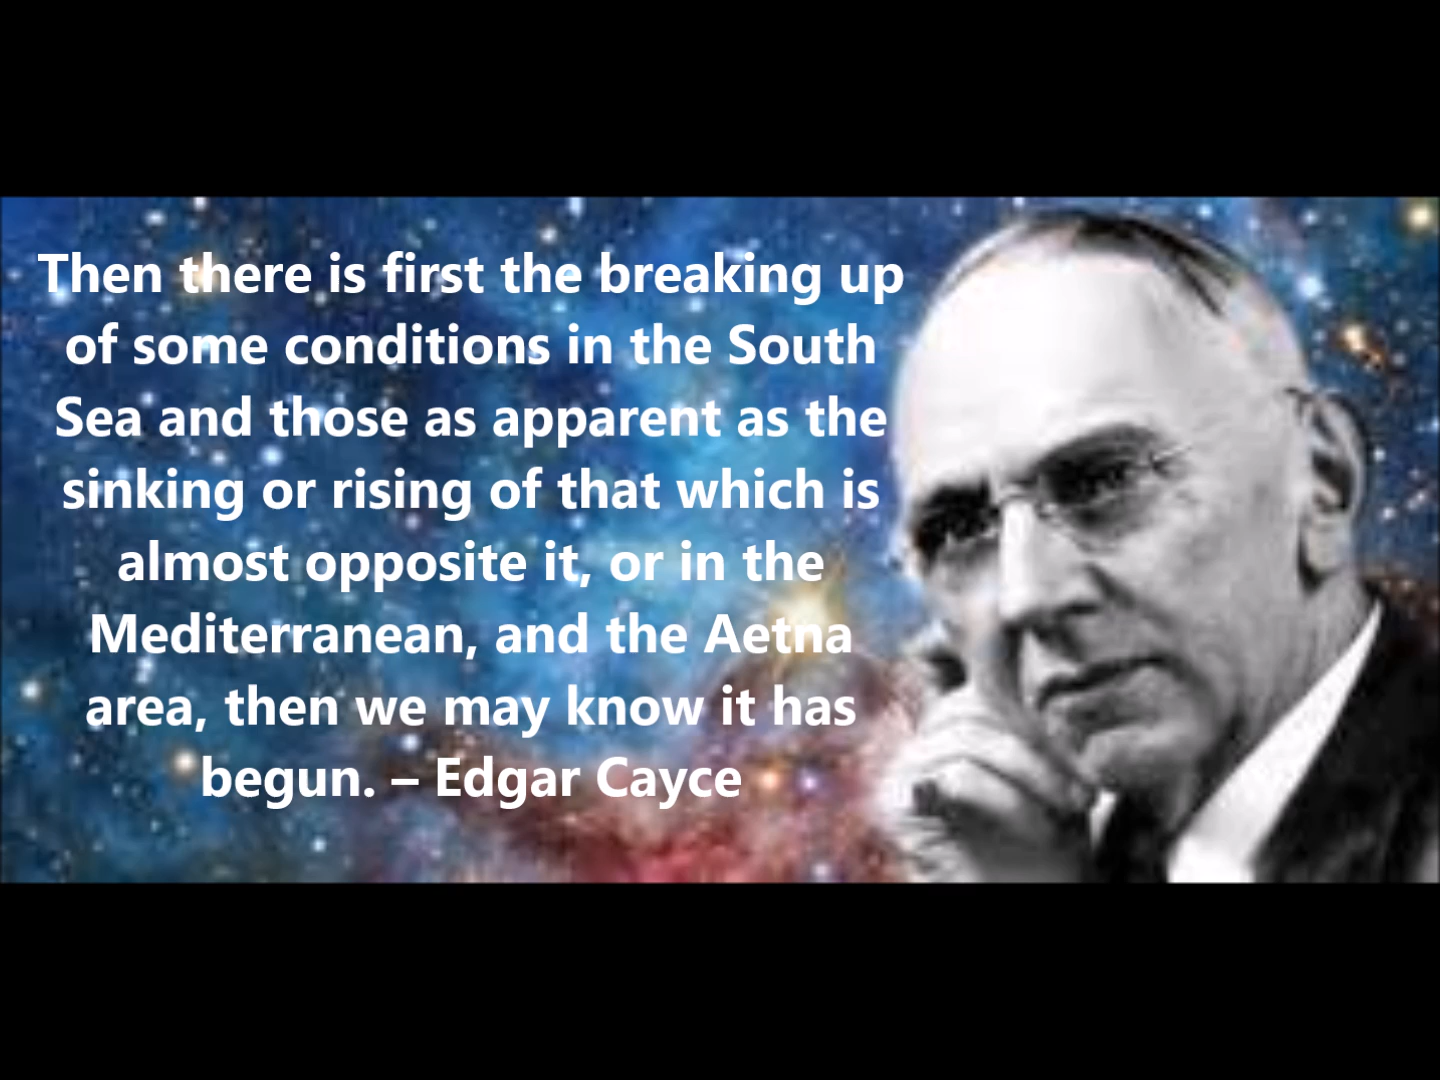 Then there is first the breaking up
of some conditions in the South
Sea and those as apparent as the
sinking or rising of that which is
almost opposite it, or in the
Mediterranean, and the Aetna
area, then we may know it has
begun. – Edgar Cayce